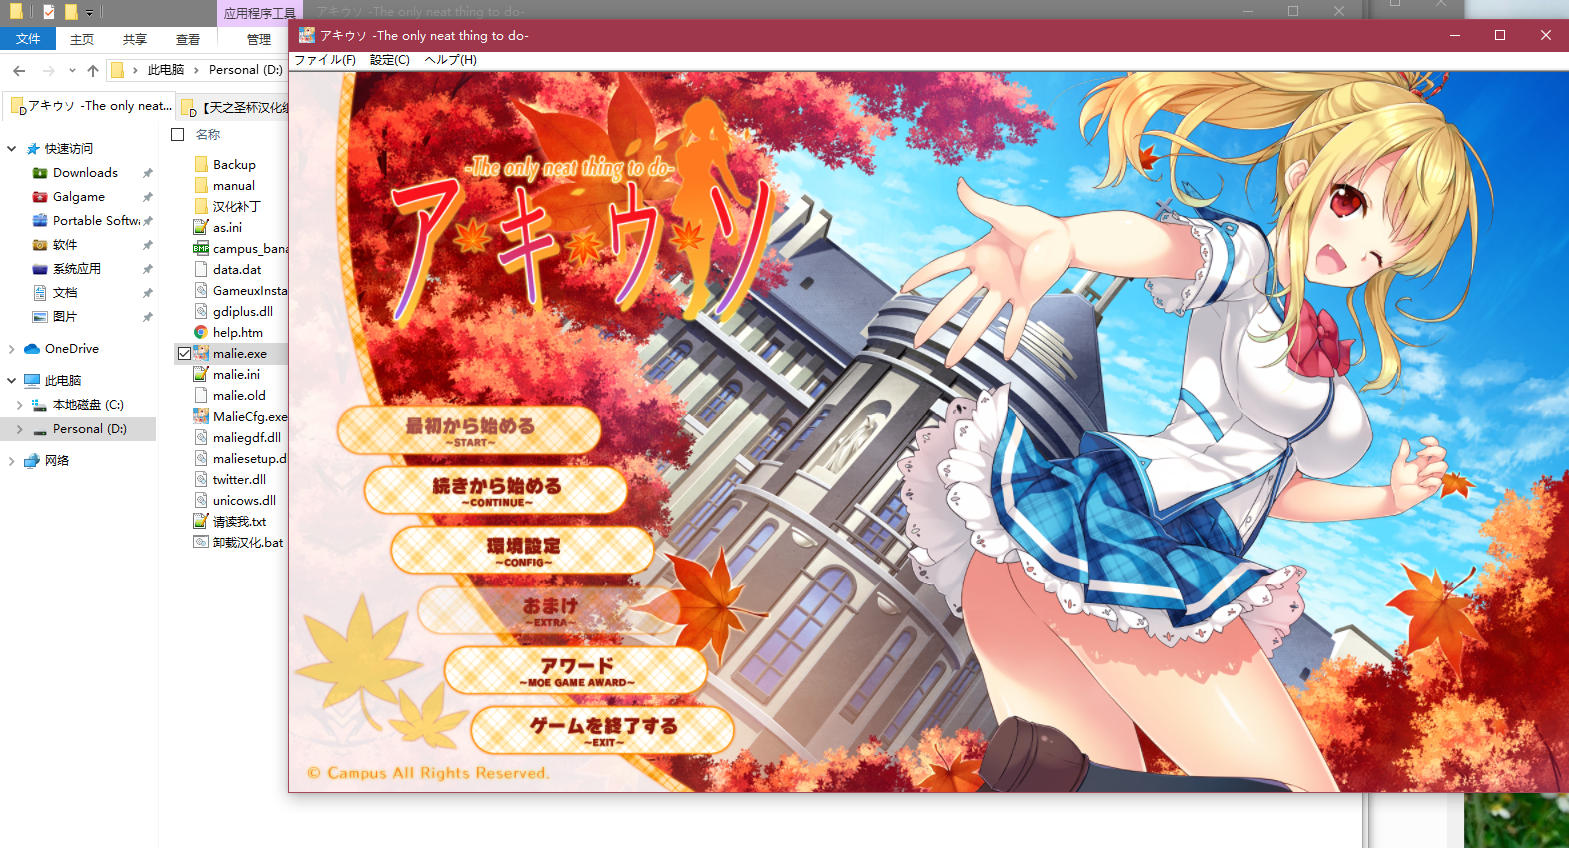 应用程序工具
アキウソ -The only neat thing to do-
文件
主页
共享
查看
管理
此电脑
Personal (D:)
アキウソ -The only neat...
【天之圣杯汉化组
名称
快速访问
Downloads
Galgame
Portable Softw
软件
系统应用
文档
图片
OneDrive
此电脑
本地磁盘 (C:)
Personal (D:)
网络
Backup
manual
汉化补丁
as.ini
campus_bana
data.dat
GameuxInsta
gdiplus.dll
help.htm
malie.exe
malie.ini
malie.old
MalieCfg.exe
maliegdf.dll
maliesetup.d
twitter.dll
unicows.dll
请读我.txt
卸载汉化.bat
アキウソ -The only neat thing to do-
ファイル(F)
設定(C)
ヘルプ(H)
-The only neat thing to do-
アキウソ
最初から始める
~START~
続きから始める
~CONTINUE~
環境設定
~CONFIG~
おまけ
~EXTRA~
アワード
~MOE GAME AWARD~
ゲームを終了する
~EXIT~
© Campus All Rights Reserved.